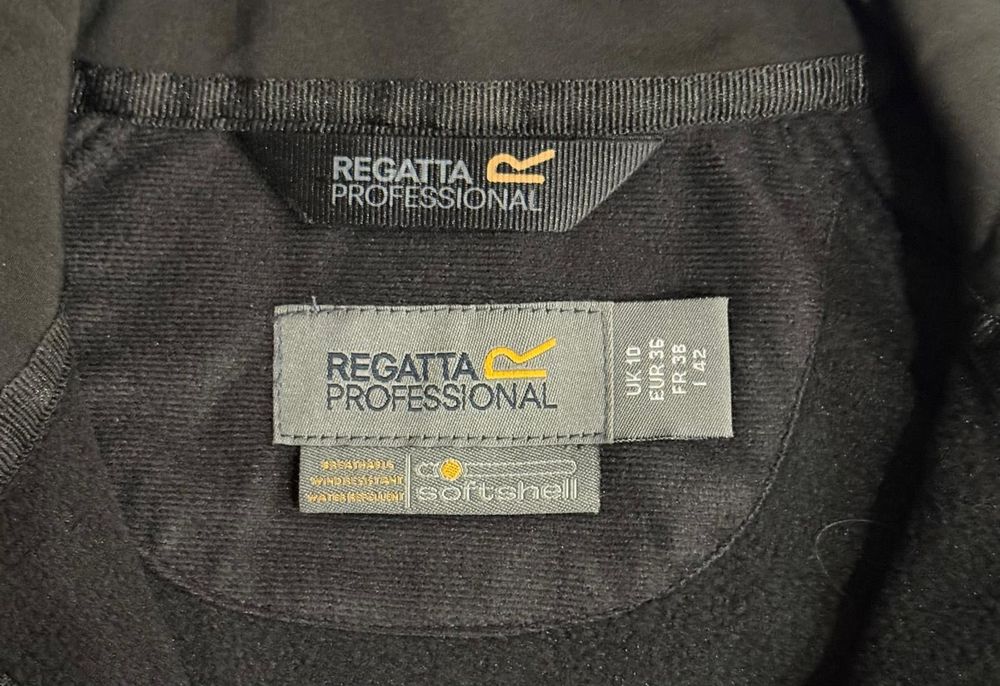 REGATTA R
PROFESSIONAL
REGATTA R
PROFESSIONAL
UK 10
EUR 36
FR 38
I 42
BREATHABLE
WINDRESISTANT
WATER REPELLENT
softshell